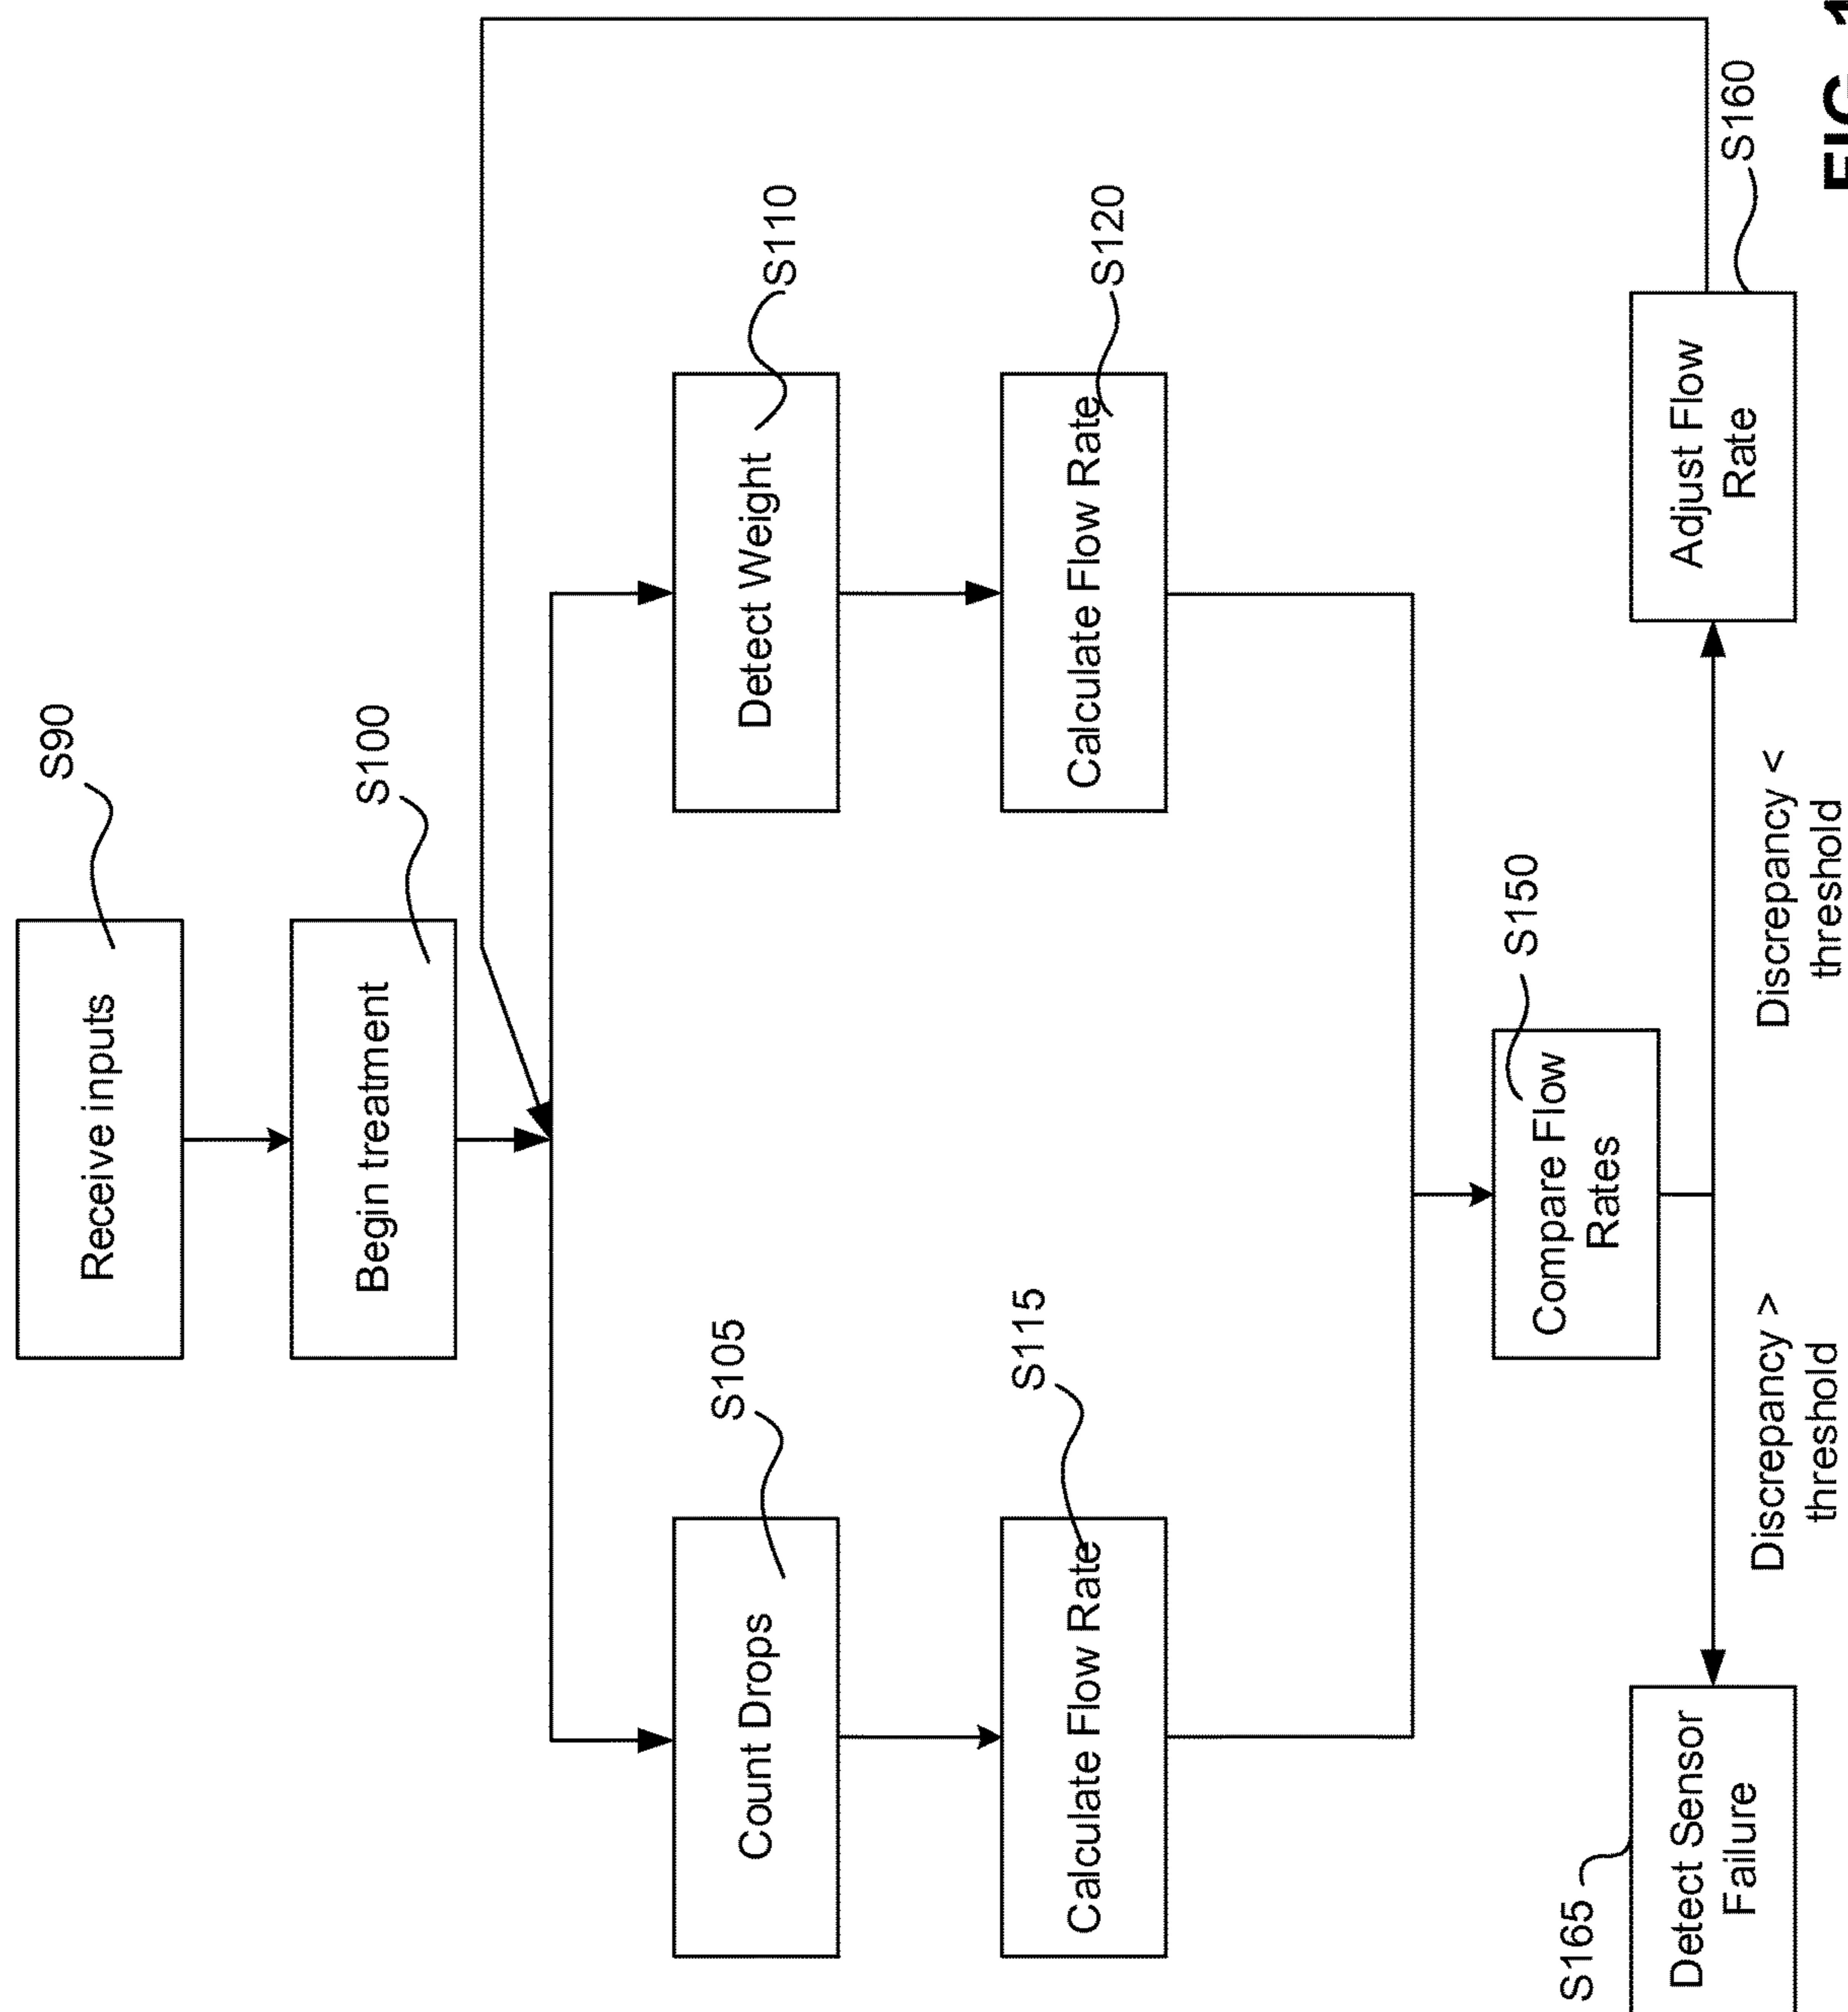 Receive inputs
S90
Begin treatment
S100
Count Drops
S105
Detect Weight
S110
Calculate Flow Rate
S115
Calculate Flow Rate
S120
Compare Flow
Rates
S150
Discrepancy >
threshold
Discrepancy <
threshold
S165
Detect Sensor
Failure
Adjust Flow
Rate
S160